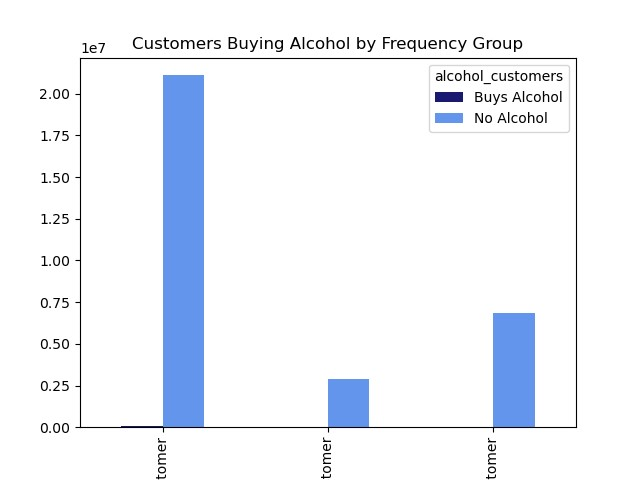 Customers Buying Alcohol by Frequency Group
1e7
alcohol_customers
Buys Alcohol
No Alcohol
2.00
1.75
1.50
1.25
1.00
0.75
0.50
0.25
0.00
tomer
tomer
tomer